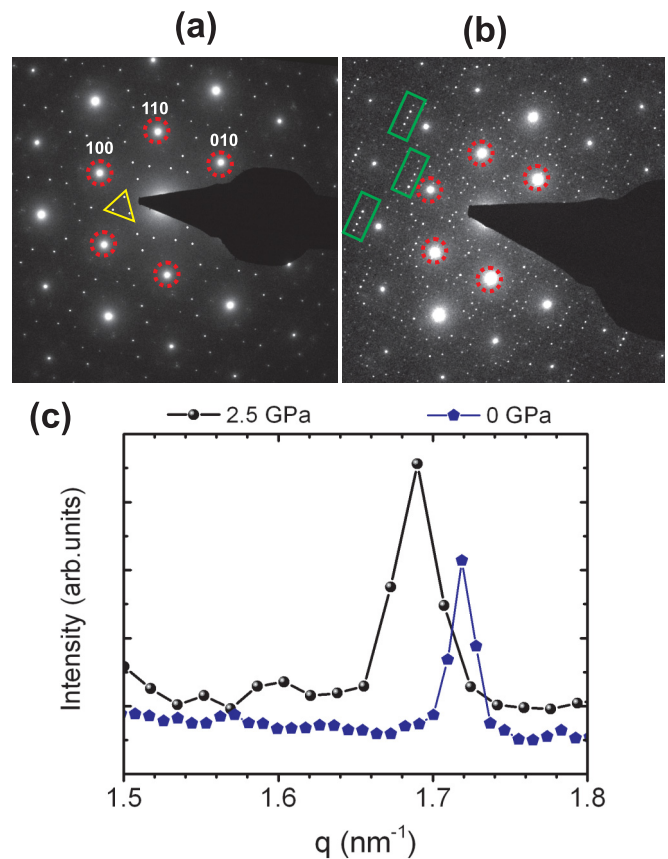 (a)
(b)
110
100
010
(c)
2.5 GPa
0 GPa
Intensity (arb.units)
1.5
1.6
1.7
1.8
q (nm⁻¹)